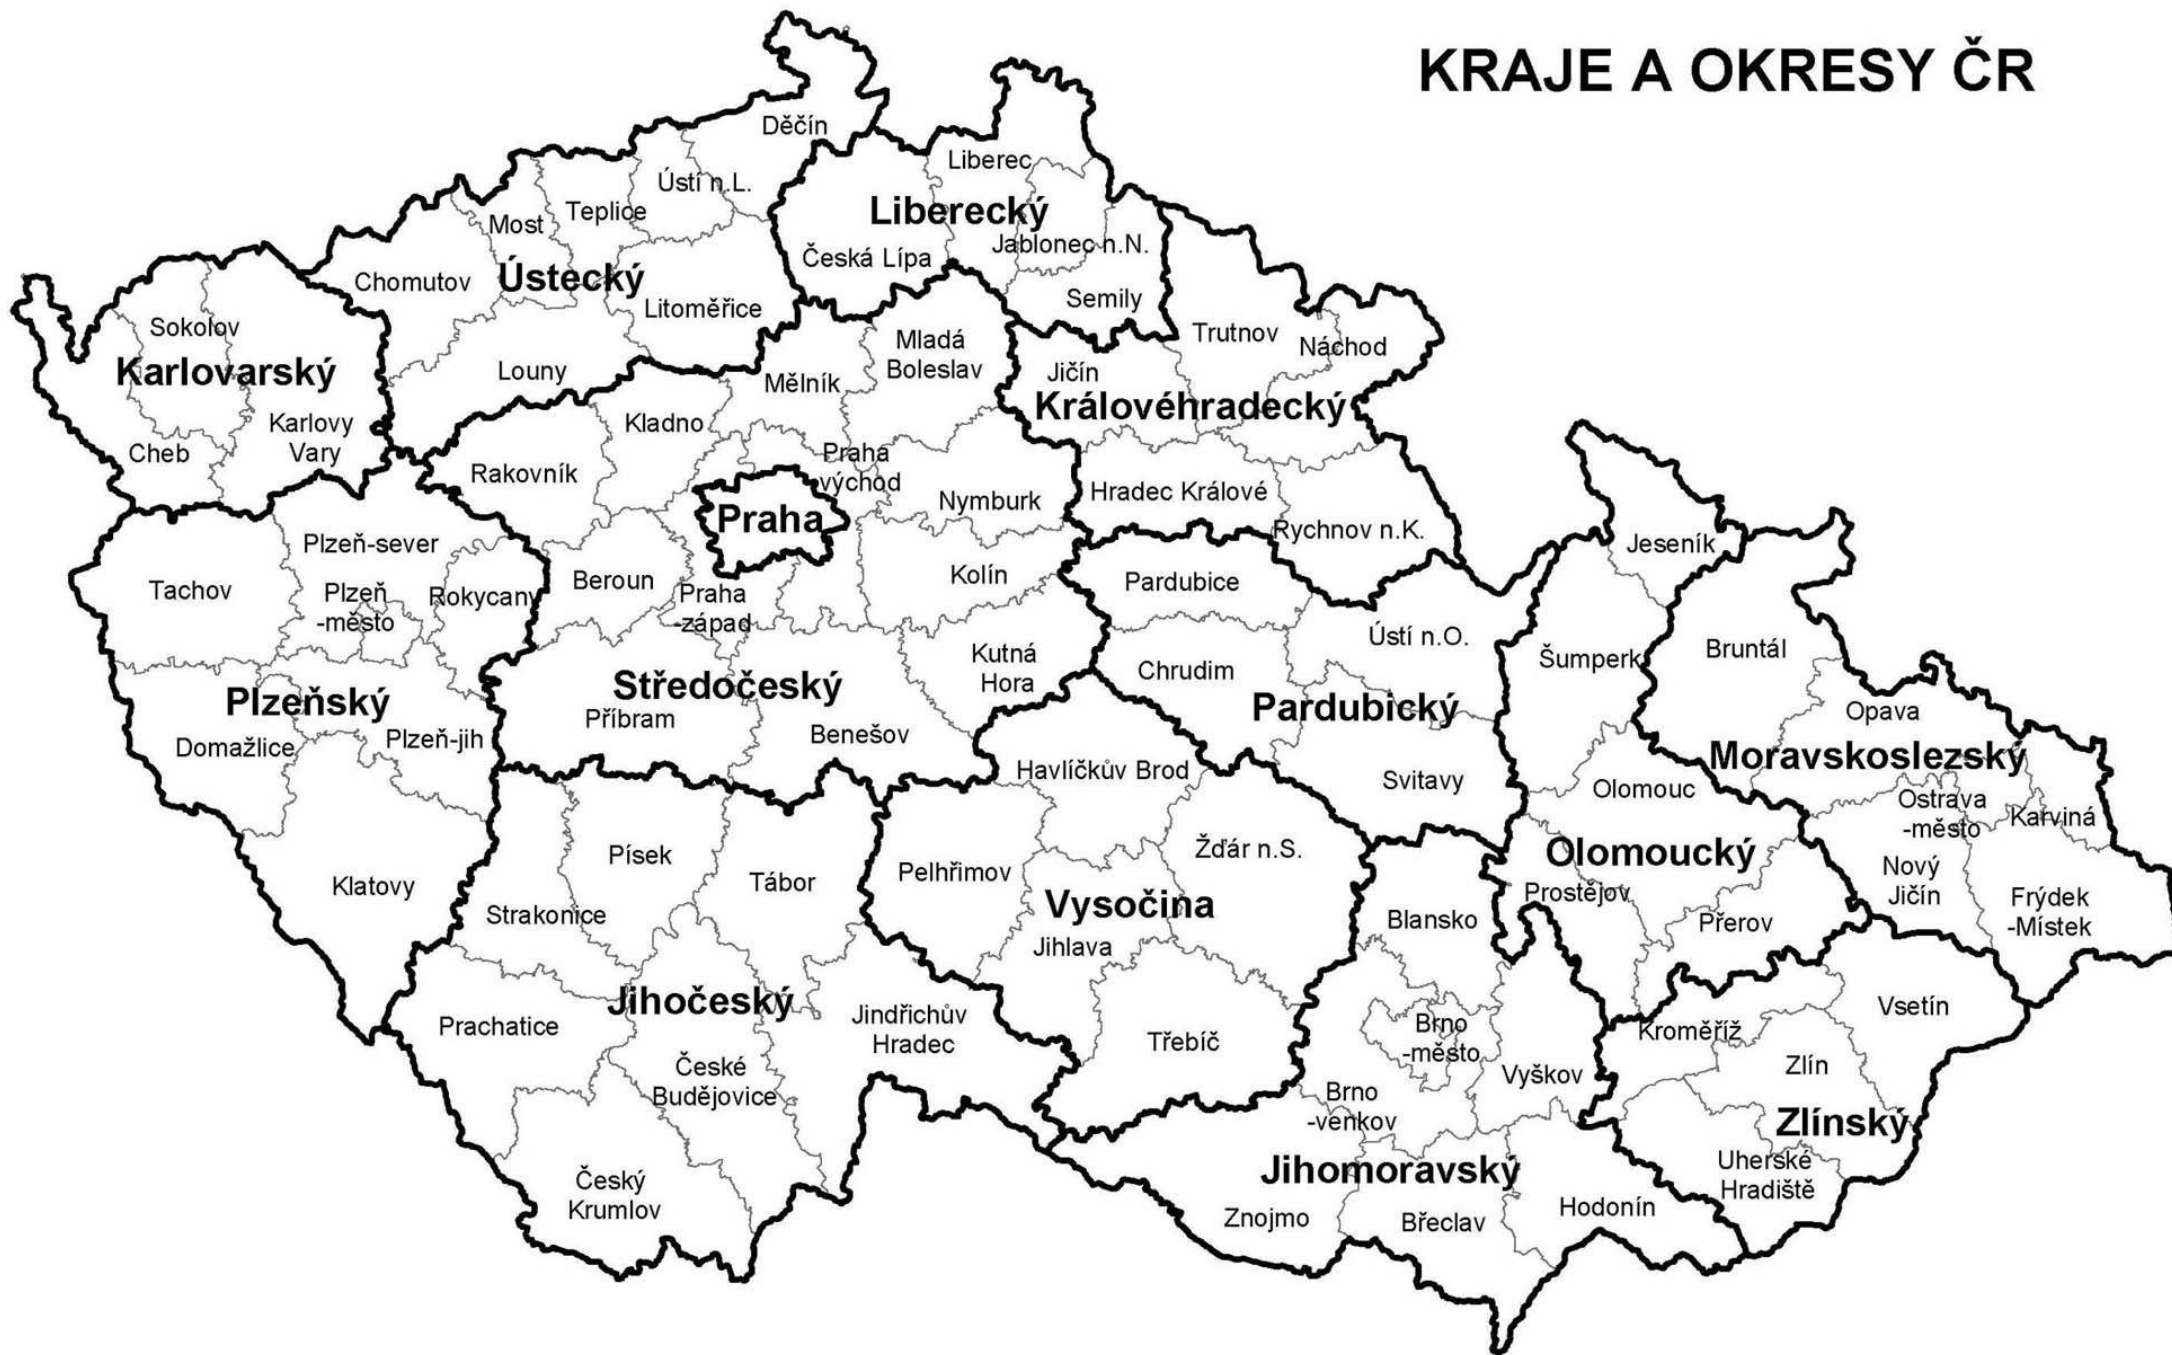 KRAJE A OKRESY ČR
Děčín
Liberec
Ústí n.L.
Teplice
Most
Liberecký
Jablonec n.N.
Česká Lípa
Chomutov
Ústecký
Litoměřice
Semily
Sokolov
Trutnov
Náchod
Mladá
Boleslav
Karlovarský
Louny
Mělník
Jičín
Královéhradecký
Karlovy
Vary
Kladno
Cheb
Rakovník
Praha
východ
Nymburk
Hradec Králové
Praha
Rychnov n.K.
Plzeň-sever
Jeseník
Tachov
Plzeň
-město
Rokycany
Beroun
Praha
-západ
Kolín
Pardubice
Ústí n.O.
Šumperk
Bruntál
Kutná
Hora
Chrudim
Plzeňský
Středočeský
Příbram
Pardubický
Opava
Domažlice
Plzeň-jih
Benešov
Moravskoslezský
Havlíčkův Brod
Svitavy
Olomouc
Ostrava
-město
Karviná
Klatovy
Písek
Tábor
Pelhřimov
Žďár n.S.
Olomoucký
Nový
Jičín
Strakonice
Vysočina
Jihlava
Blansko
Prostějov
Přerov
Frýdek
-Místek
Jihočeský
Prachatice
Jindřichův
Hradec
Třebíč
Brno
-město
Kroměříž
Vsetín
České
Budějovice
Brno
-venkov
Vyškov
Zlín
Zlínský
Český
Krumlov
Jihomoravský
Znojmo
Břeclav
Hodonín
Uherské
Hradiště